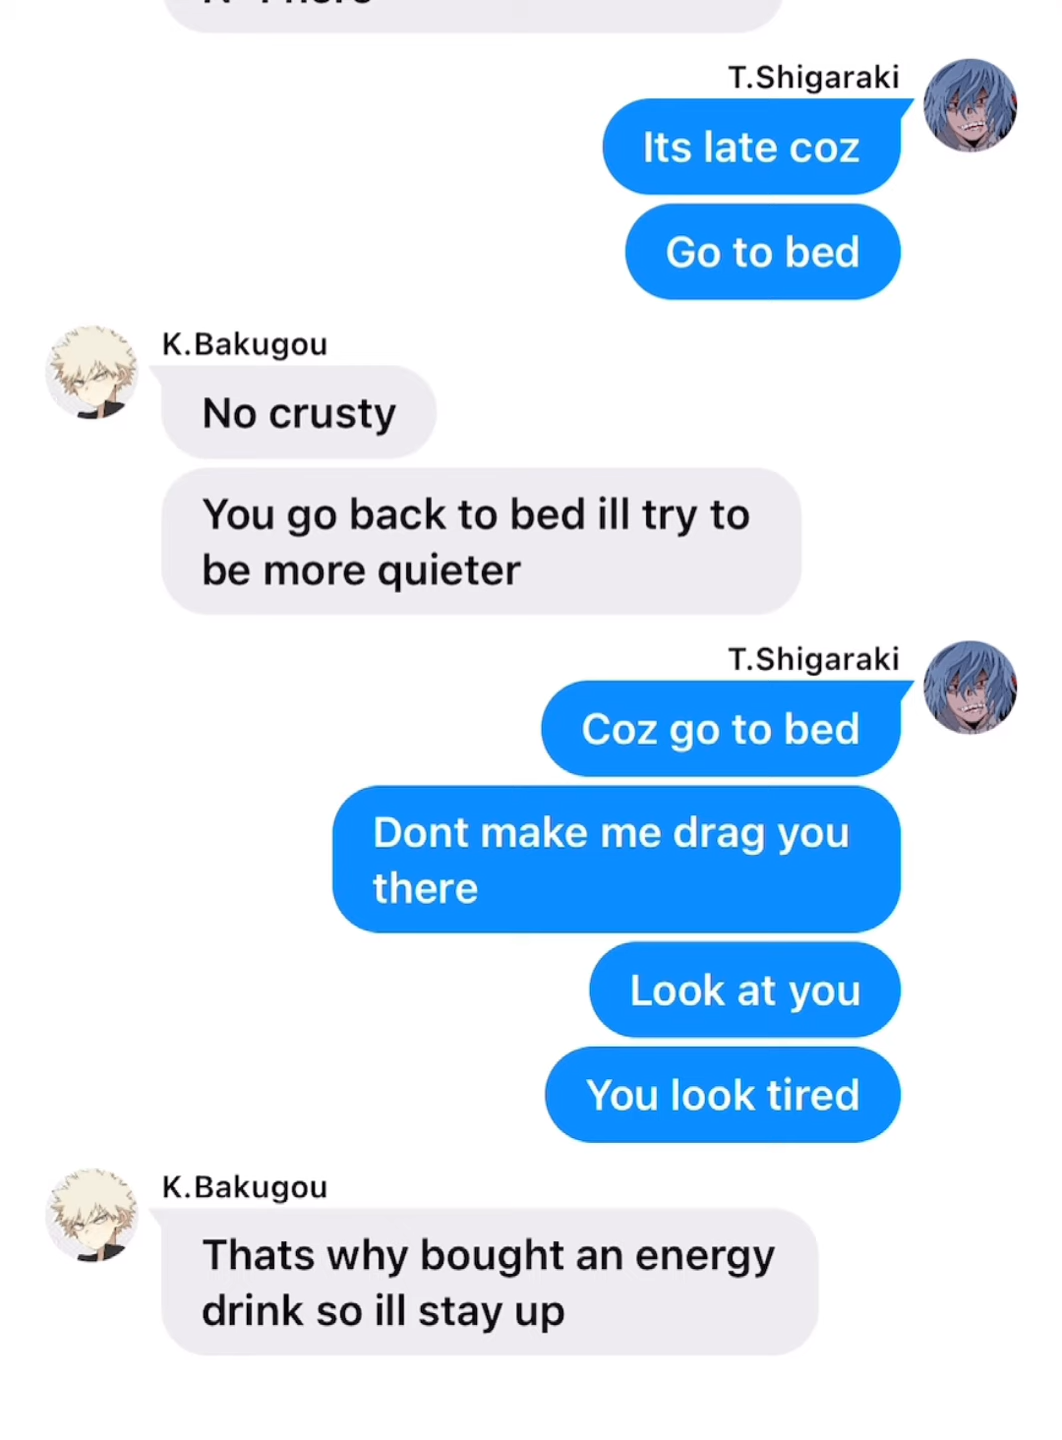 T.Shigaraki
Its late coz
Go to bed
K.Bakugou
No crusty
You go back to bed ill try to
be more quieter
T.Shigaraki
Coz go to bed
Dont make me drag you
there
Look at you
You look tired
K.Bakugou
Thats why bought an energy
drink so ill stay up